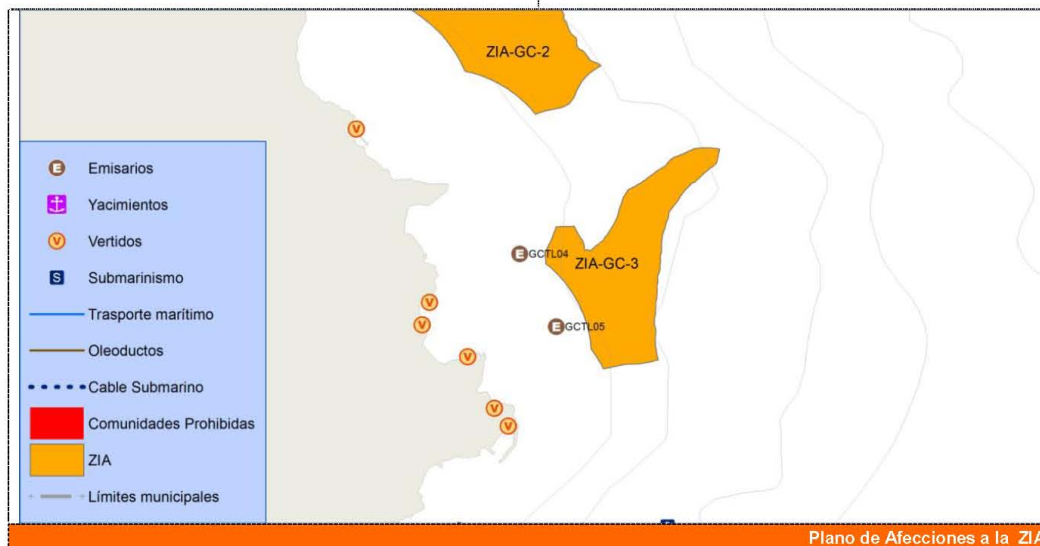 ZIA-GC-2
V
E Emisarios
Yacimientos
V Vertidos
S Submarinismo
Trasporte marítimo
Oleoductos
Cable Submarino
Comunidades Prohibidas
ZIA
Límites municipales
E GCTL04
ZIA-GC-3
V
V
E GCTL05
V
V
V
Plano de Afecciones a la ZIA